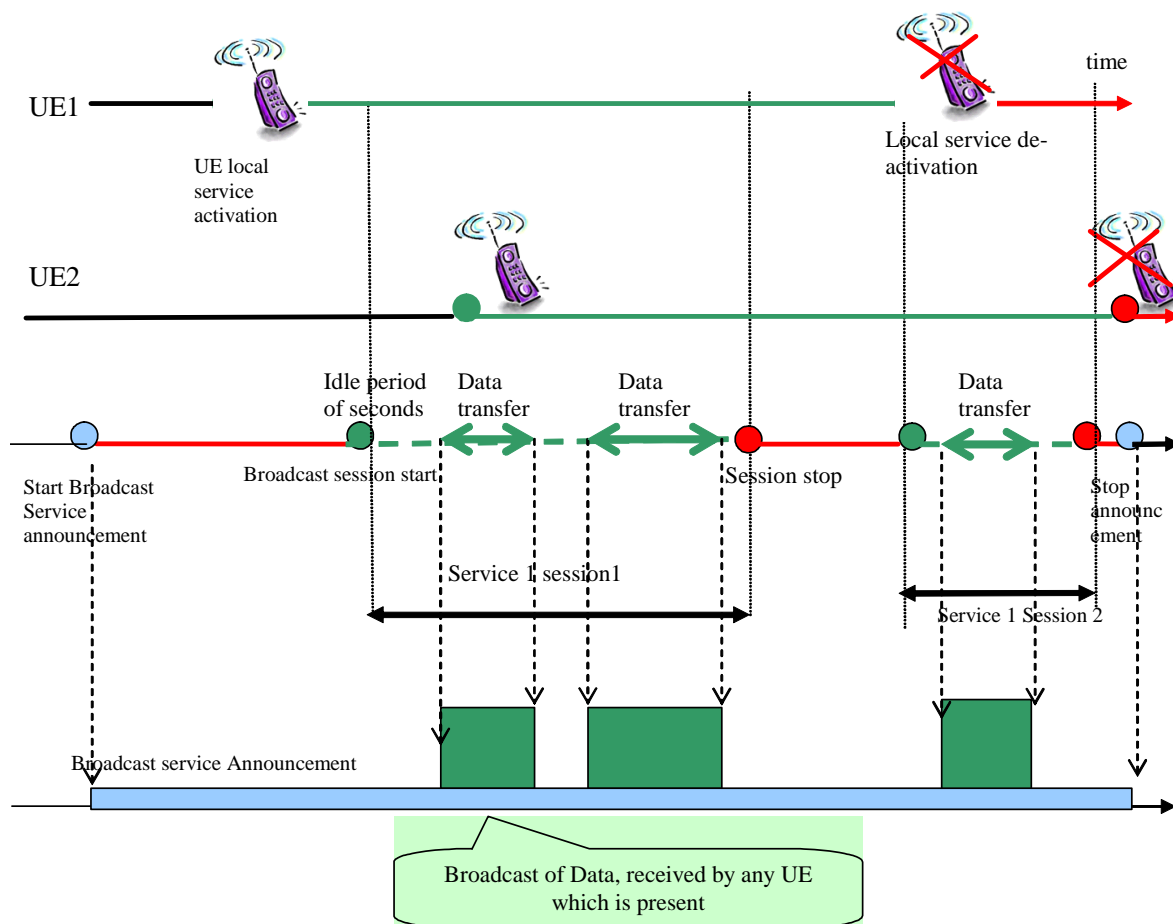 time
UE1
UE local
service
activation
Local service de-
activation
UE2
Idle period
of seconds
Data
transfer
Data
transfer
Data
transfer
Broadcast session start
Session stop
Start Broadcast
Service
announcement
Stop
announc
ement
Service 1 session1
Service 1 Session 2
Broadcast service Announcement
Broadcast of Data, received by any UE
which is present